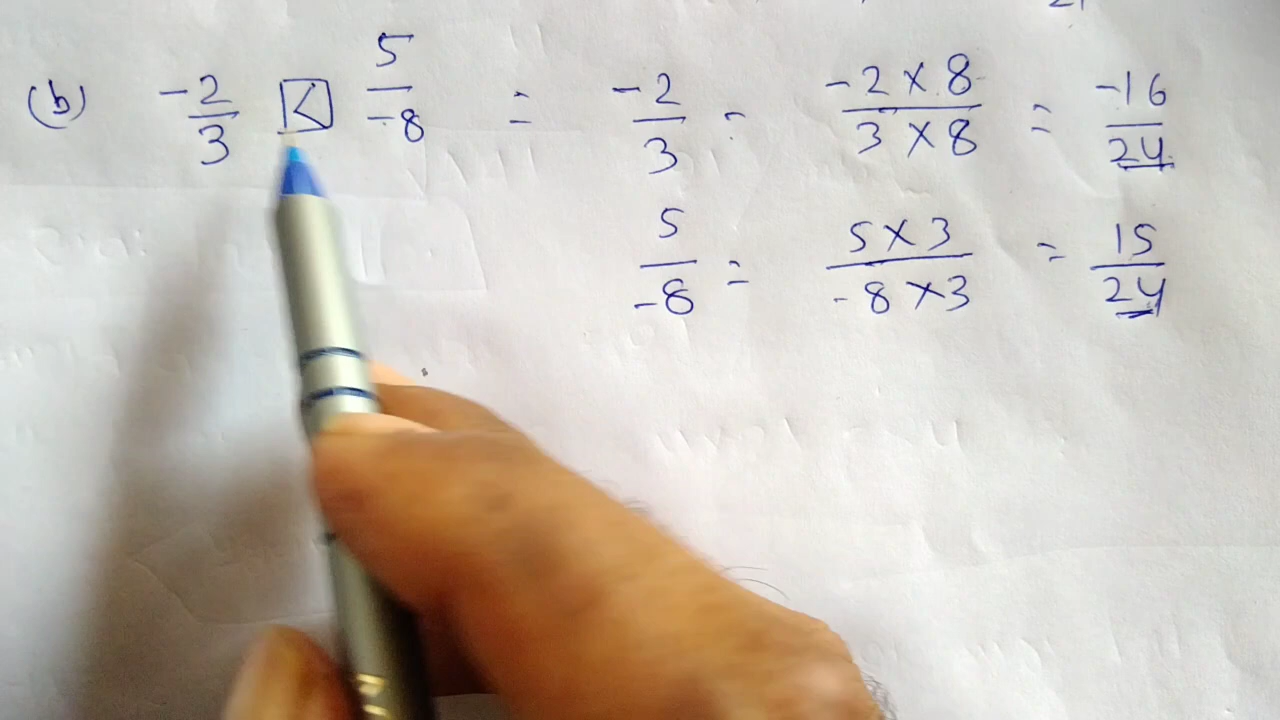 (b) -2/3 < 5/-8 = -2/3 = -2×8/3×8 = -16/24
5/-8 = 5×3/-8×3 = 15/24